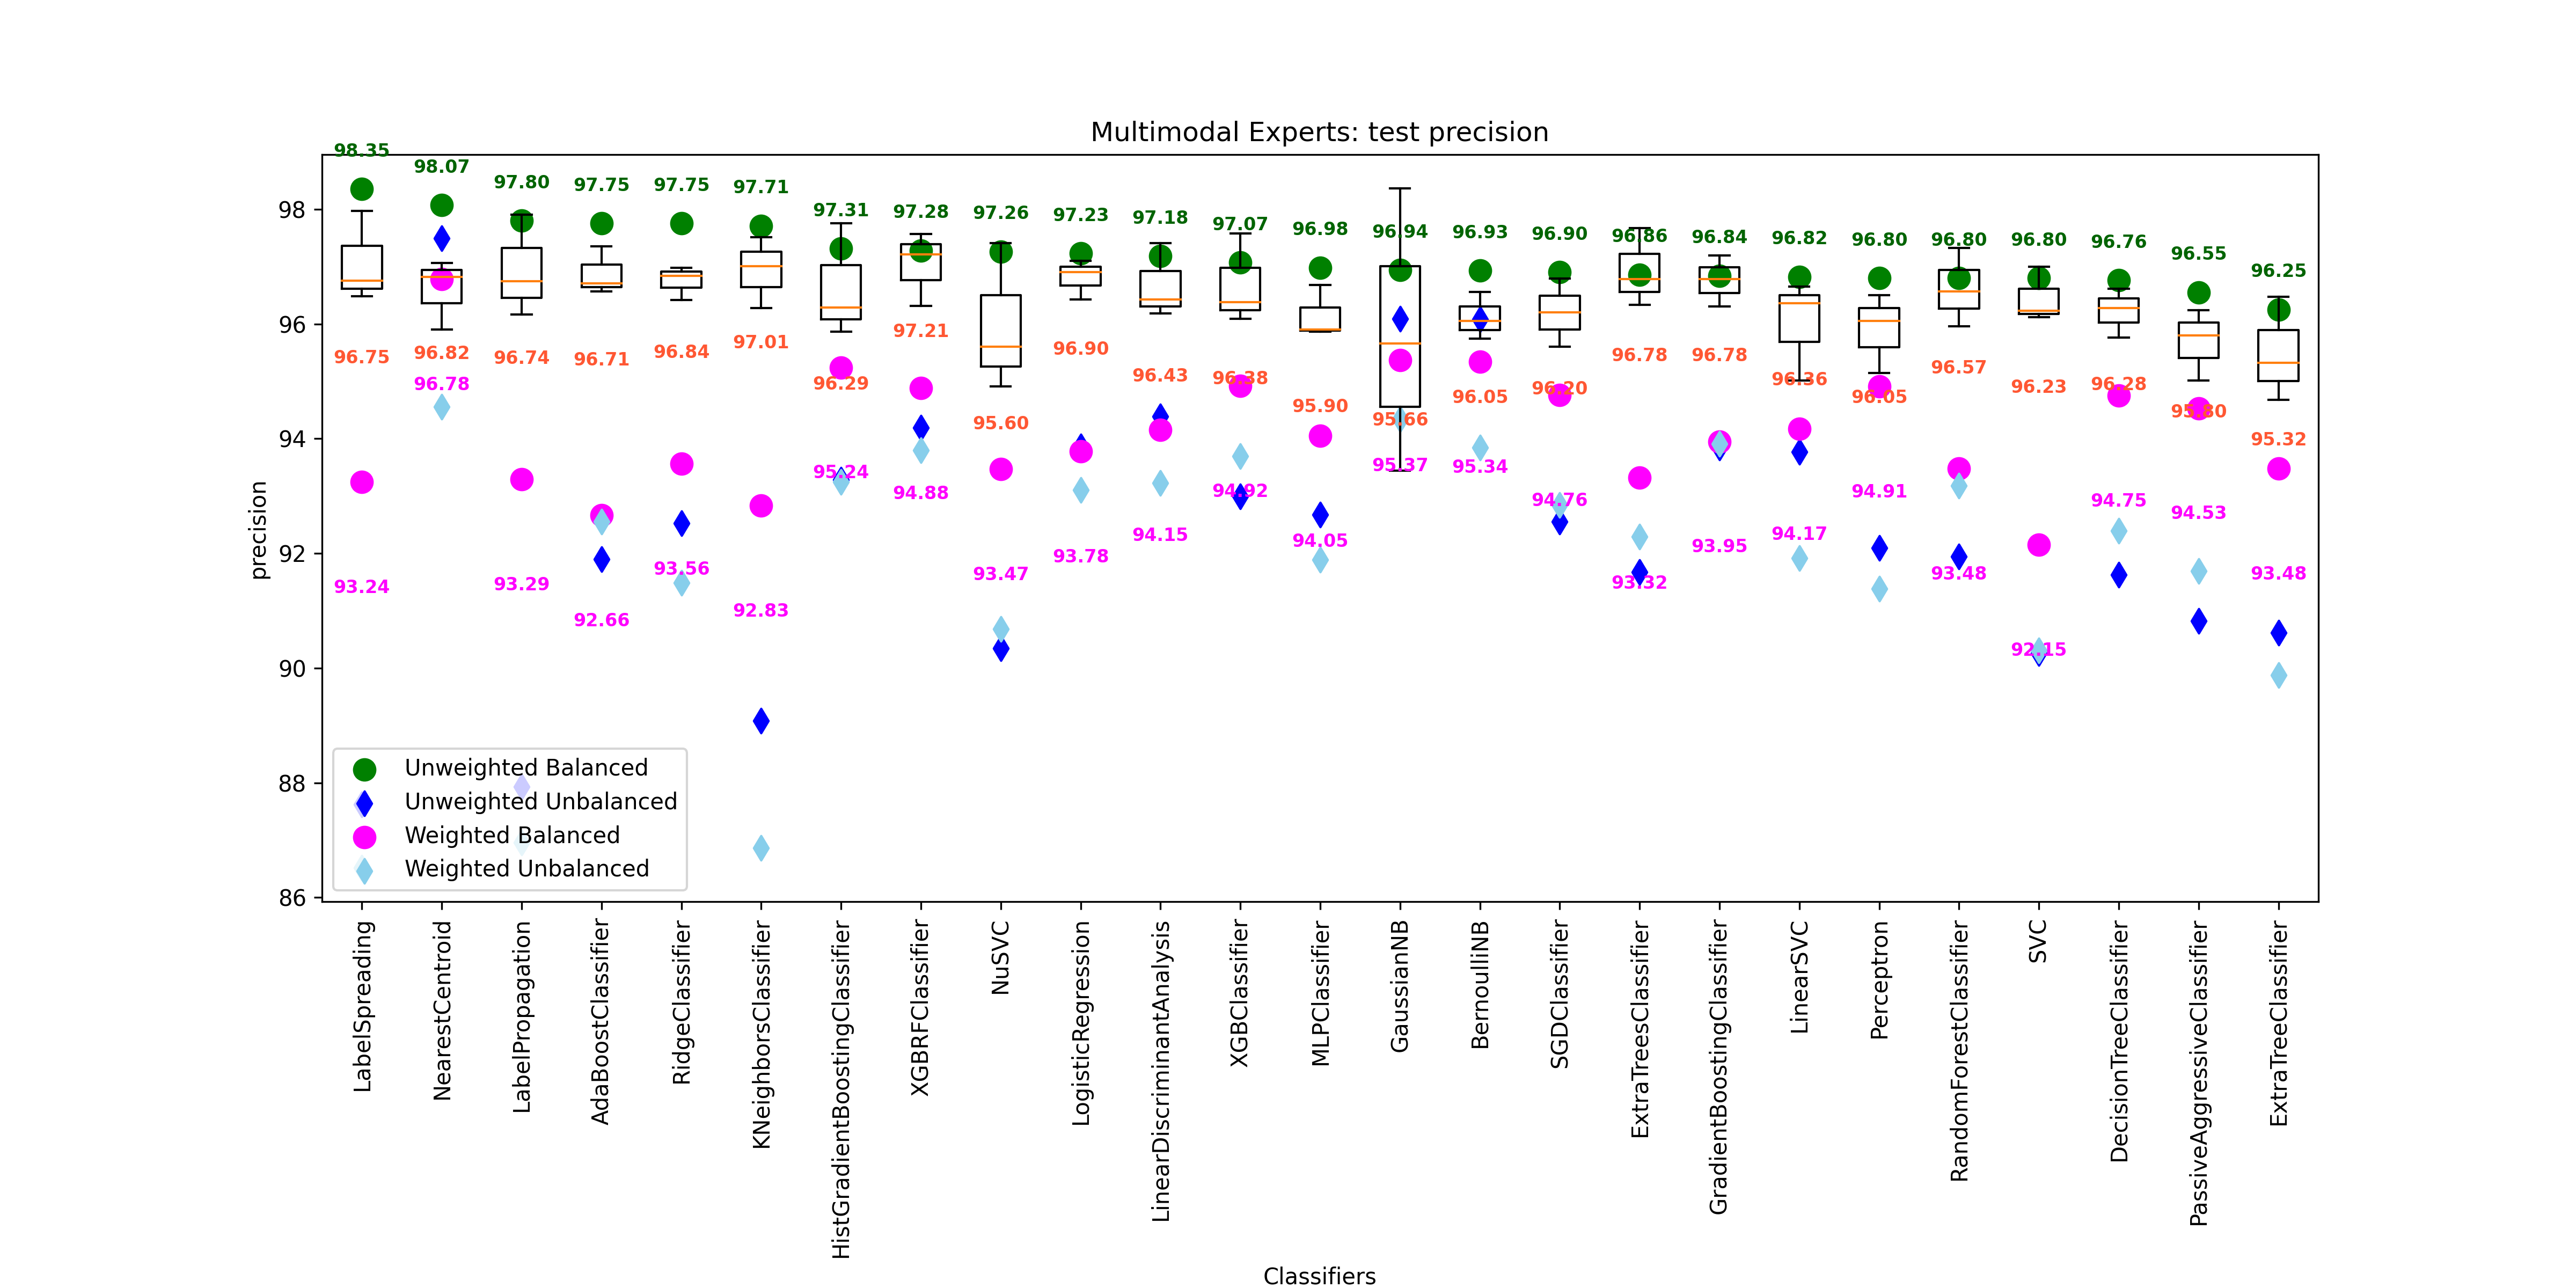 Multimodal Experts: test precision
98.35 98.07 97.80 97.75 97.75 97.71 97.31 97.28 97.26 97.23 97.18 97.07 96.98 96.94 96.93 96.90 96.86 96.84 96.82 96.80 96.80 96.80 96.76 96.55 96.25
96.75 96.82 96.74 96.71 96.84 97.01 96.29 97.21 95.60 96.90 96.43 96.38 95.90 95.66 96.05 96.20 96.78 96.78 96.36 96.05 96.57 96.23 96.28 95.80 95.32
93.24 96.78 93.29 92.66 93.56 92.83 95.24 94.88 93.47 93.78 94.15 94.92 94.05 95.37 95.34 94.76 93.32 93.95 94.17 94.91 93.48 92.15 94.75 94.53 93.48
precision
98
96
94
92
90
88
86
Unweighted Balanced
Unweighted Unbalanced
Weighted Balanced
Weighted Unbalanced
LabelSpreading
NearestCentroid
LabelPropagation
AdaBoostClassifier
RidgeClassifier
KNeighborsClassifier
HistGradientBoostingClassifier
XGBRFClassifier
NuSVC
LogisticRegression
LinearDiscriminantAnalysis
XGBClassifier
MLPClassifier
GaussianNB
BernoulliNB
SGDClassifier
ExtraTreesClassifier
GradientBoostingClassifier
LinearSVC
Perceptron
RandomForestClassifier
SVC
DecisionTreeClassifier
PassiveAggressiveClassifier
ExtraTreeClassifier
Classifiers